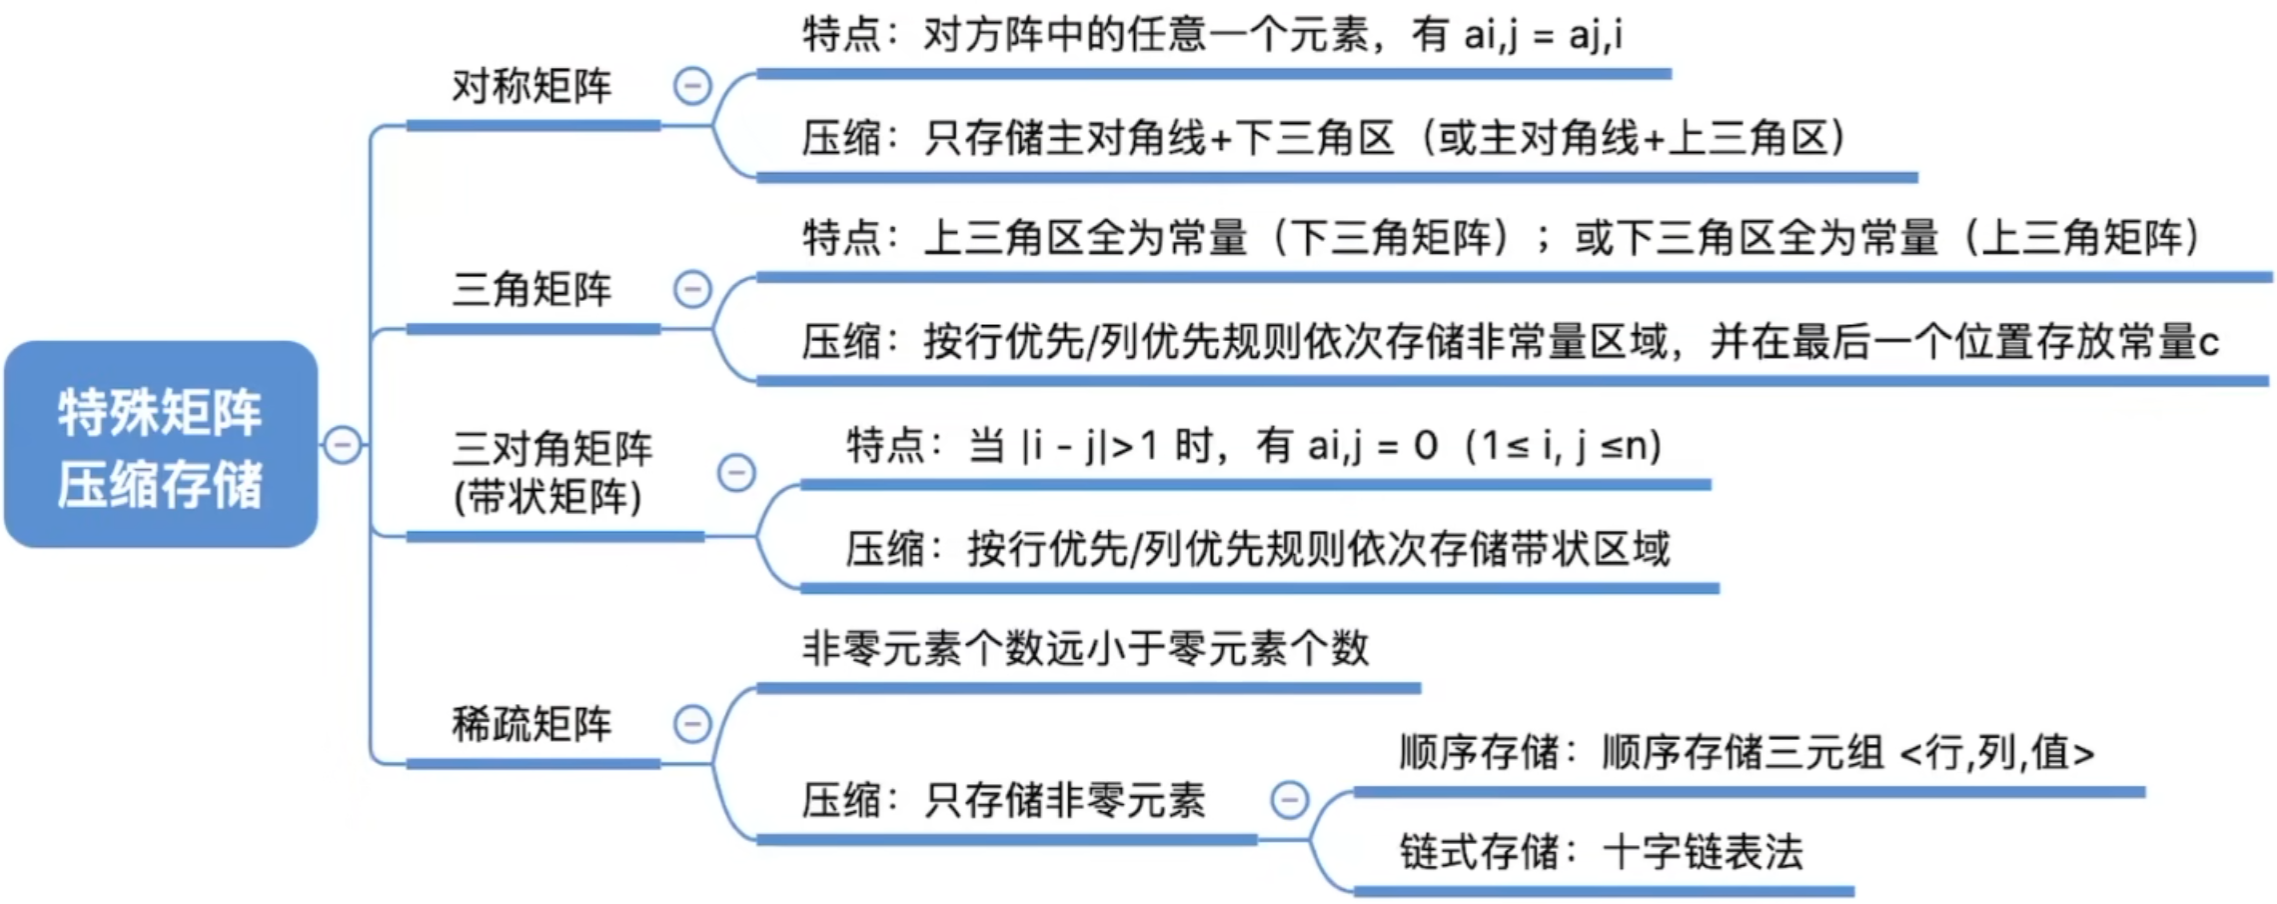 特殊矩阵
压缩存储
对称矩阵
特点：对方阵中的任意一个元素，有 ai,j = aj,i
压缩：只存储主对角线+下三角区（或主对角线+上三角区）
三角矩阵
特点：上三角区全为常量（下三角矩阵）；或下三角区全为常量（上三角矩阵）
压缩：按行优先/列优先规则依次存储非常量区域，并在最后一个位置存放常量c
三对角矩阵
(带状矩阵)
特点：当 |i - j|>1 时，有 ai,j = 0（1≤ i, j ≤n)
压缩：按行优先/列优先规则依次存储带状区域
稀疏矩阵
非零元素个数远小于零元素个数
压缩：只存储非零元素
顺序存储：顺序存储三元组 <行,列,值>
链式存储：十字链表法